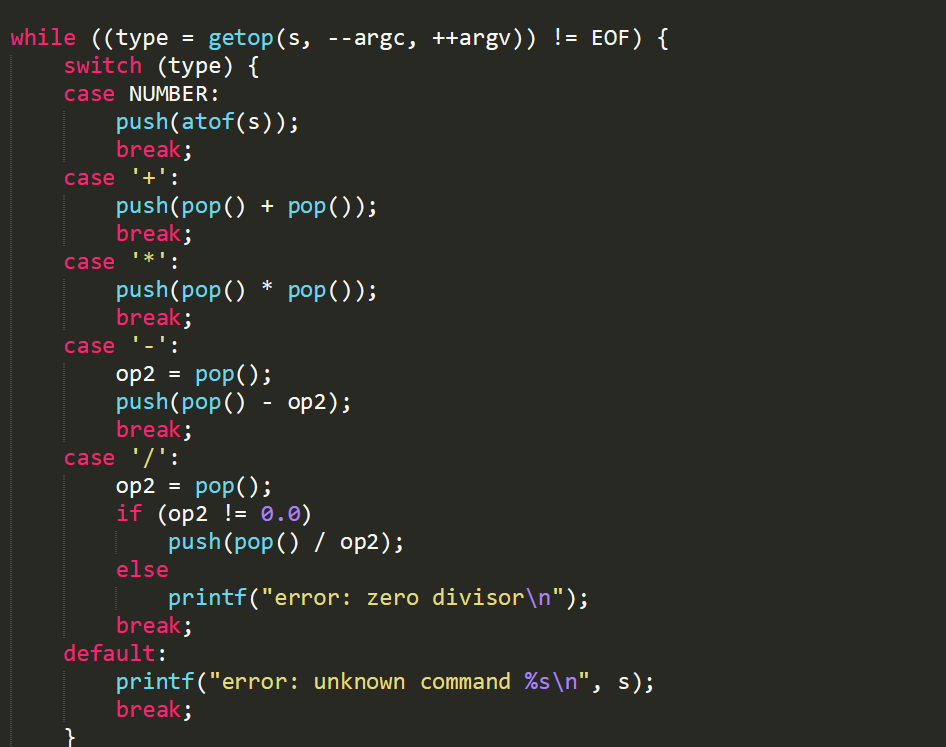 while ((type = getop(s, --argc, ++argv)) != EOF) {
    switch (type) {
    case NUMBER:
        push(atof(s));
        break;
    case '+':
        push(pop() + pop());
        break;
    case '*':
        push(pop() * pop());
        break;
    case '-':
        op2 = pop();
        push(pop() - op2);
        break;
    case '/':
        op2 = pop();
        if (op2 != 0.0)
            push(pop() / op2);
        else
            printf("error: zero divisor\n");
        break;
    default:
        printf("error: unknown command %s\n", s);
        break;
    }